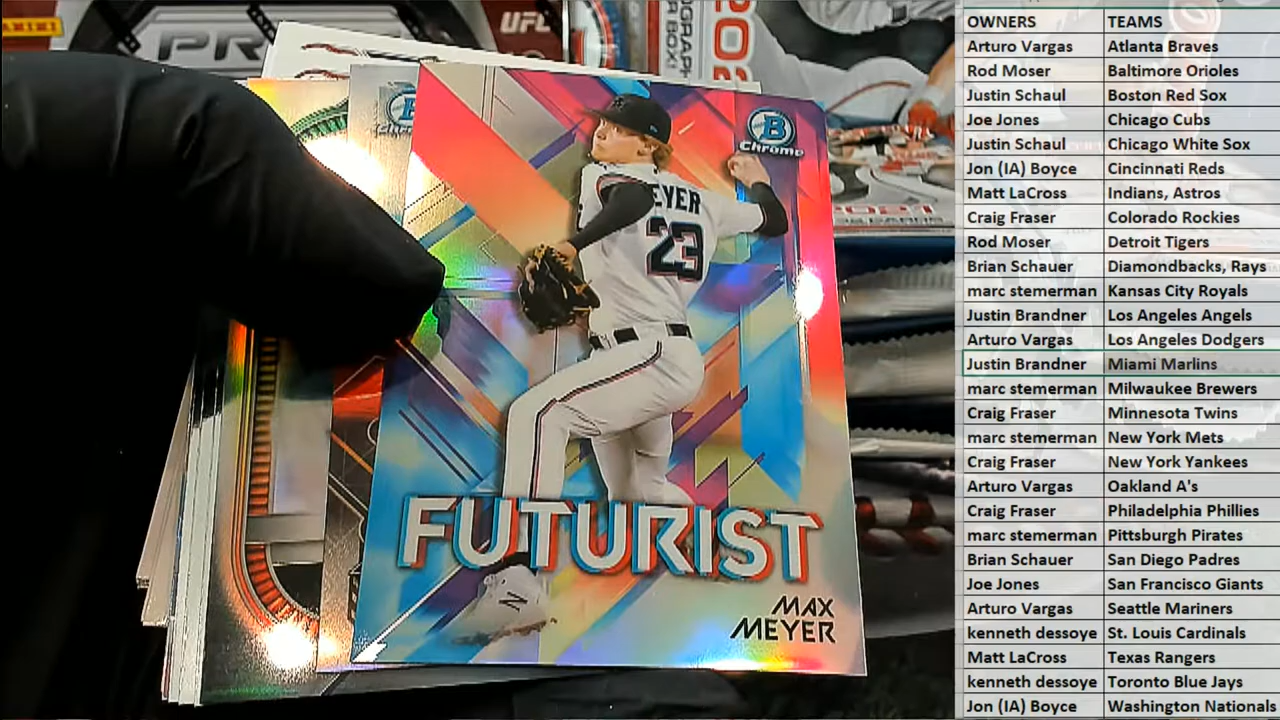 PANINI
PRIZM
UFC
B
Chrome
EYER
23
FUTURIST
N
MAX
MEYER
OWNERS TEAMS
Arturo Vargas Atlanta Braves
Rod Moser Baltimore Orioles
Justin Schaul Boston Red Sox
Joe Jones Chicago Cubs
Justin Schaul Chicago White Sox
Jon (IA) Boyce Cincinnati Reds
Matt LaCross Indians, Astros
Craig Fraser Colorado Rockies
Rod Moser Detroit Tigers
Brian Schauer Diamondbacks, Rays
marc stemerman Kansas City Royals
Justin Brandner Los Angeles Angels
Arturo Vargas Los Angeles Dodgers
Justin Brandner Miami Marlins
marc stemerman Milwaukee Brewers
Craig Fraser Minnesota Twins
marc stemerman New York Mets
Craig Fraser New York Yankees
Arturo Vargas Oakland A's
Craig Fraser Philadelphia Phillies
marc stemerman Pittsburgh Pirates
Brian Schauer San Diego Padres
Joe Jones San Francisco Giants
Arturo Vargas Seattle Mariners
kenneth dessoye St. Louis Cardinals
Matt LaCross Texas Rangers
kenneth dessoye Toronto Blue Jays
Jon (IA) Boyce Washington Nationals